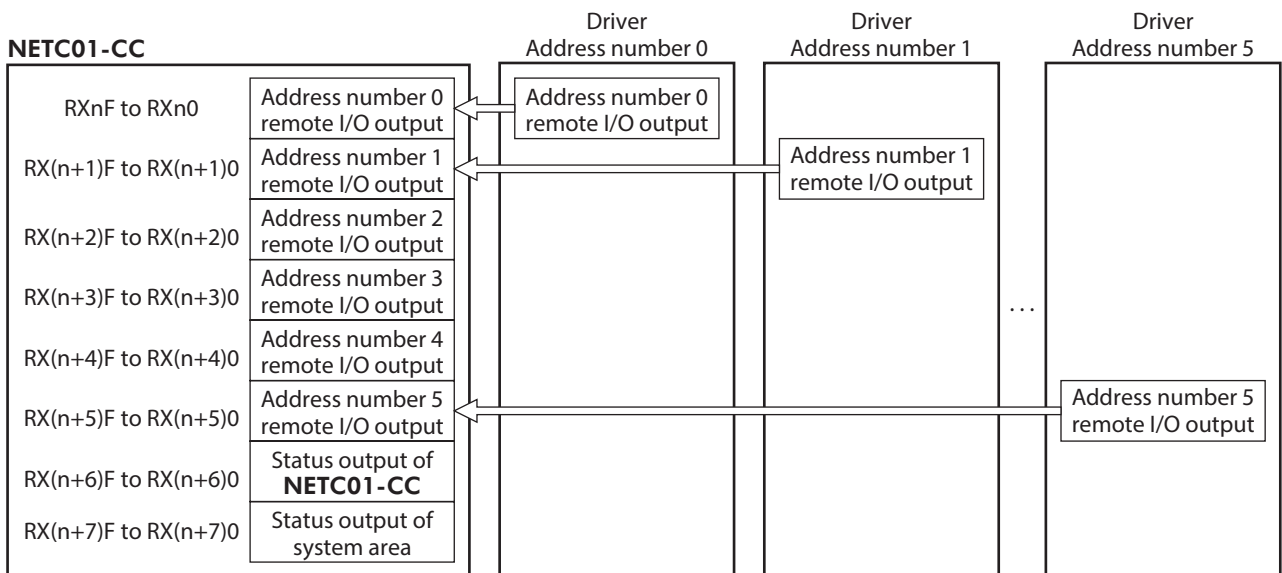 Driver
Address number 0
Driver
Address number 1
Driver
Address number 5
NETC01-CC
RXnF to RXn0
Address number 0
remote I/O output
Address number 0
remote I/O output
RX(n+1)F to RX(n+1)0
Address number 1
remote I/O output
Address number 1
remote I/O output
RX(n+2)F to RX(n+2)0
Address number 2
remote I/O output
RX(n+3)F to RX(n+3)0
Address number 3
remote I/O output
...
RX(n+4)F to RX(n+4)0
Address number 4
remote I/O output
RX(n+5)F to RX(n+5)0
Address number 5
remote I/O output
Address number 5
remote I/O output
RX(n+6)F to RX(n+6)0
Status output of
NETC01-CC
RX(n+7)F to RX(n+7)0
Status output of
system area